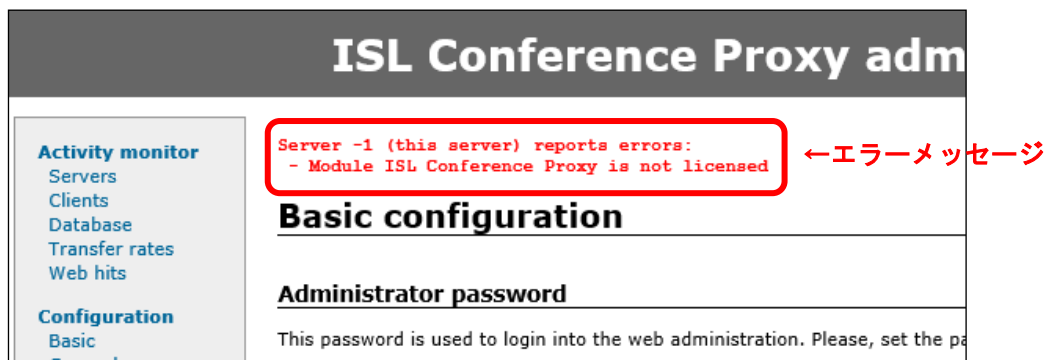 ISL Conference Proxy adm
Server -1 (this server) reports errors:
- Module ISL Conference Proxy is not licensed
←エラーメッセージ
Activity monitor
Servers
Clients
Database
Transfer rates
Web hits
Configuration
Basic
Basic configuration
Administrator password
This password is used to login into the web administration. Please, set the pa